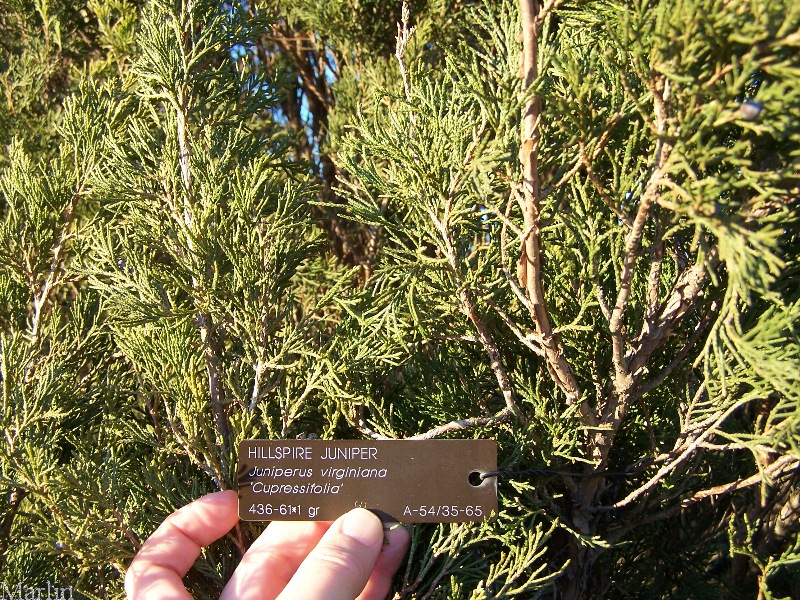 HILLSPIRE JUNIPER
Juniperus virginiana
'Cupressifolia'
436-61*1 gr A-54/35-65
Marlin